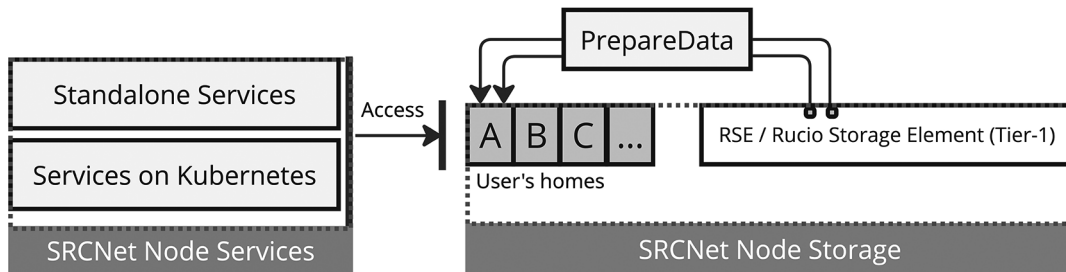 PrepareData
Standalone Services
Services on Kubernetes
SRCNet Node Services
Access
A B C ...
User's homes
RSE / Rucio Storage Element (Tier-1)
SRCNet Node Storage